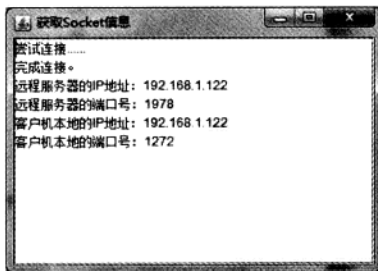 获取Socket信息
尝试连接......
完成连接。
远程服务器的IP地址：192.168.1.122
远程服务器的端口号：1978
客户机本地的IP地址：192.168.1.122
客户机本地的端口号：1272